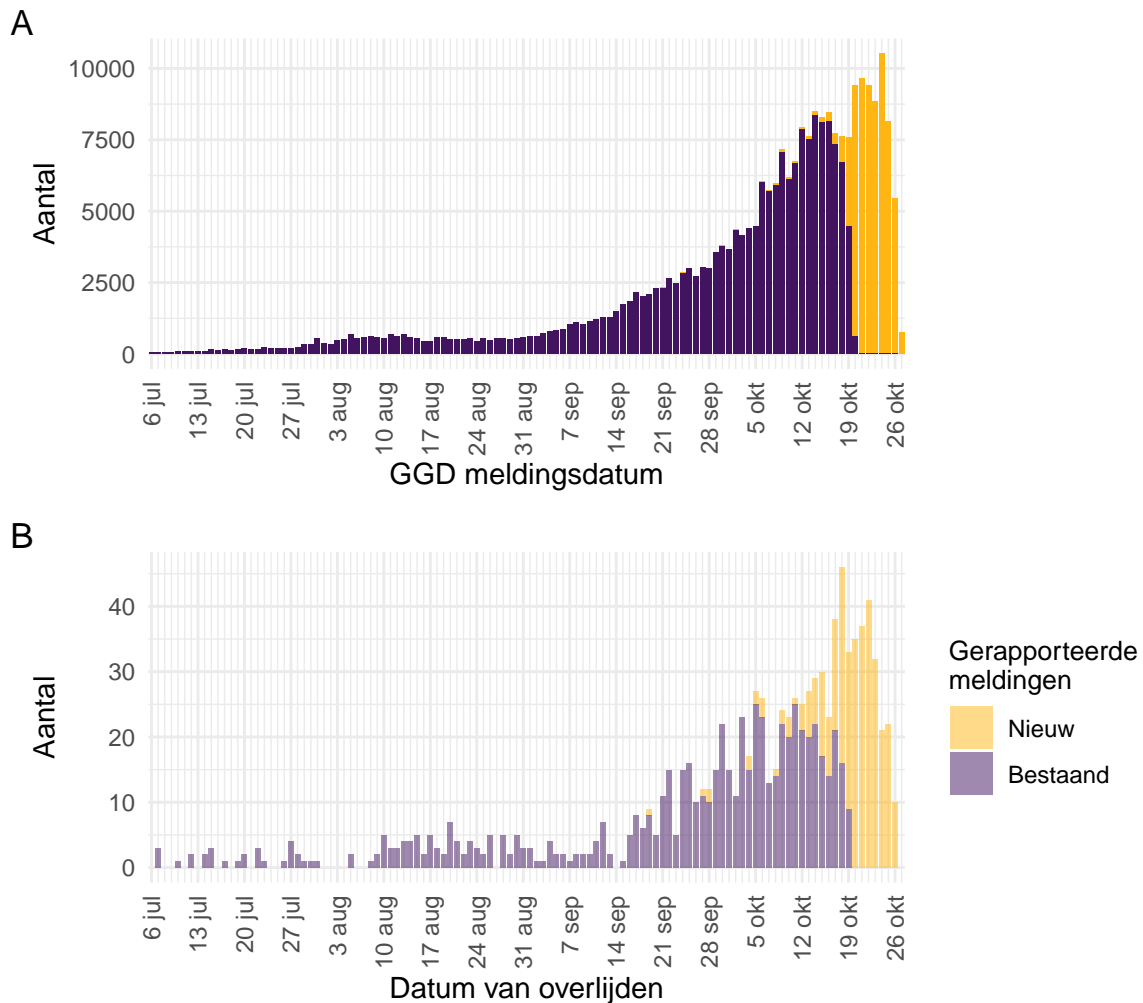 A
10000
7500
5000
2500
0
Aantal
6 jul
13 jul
20 jul
27 jul
3 aug
10 aug
17 aug
24 aug
31 aug
7 sep
14 sep
21 sep
28 sep
5 okt
12 okt
19 okt
26 okt
GGD meldingsdatum
B
40
30
20
10
0
Aantal
6 jul
13 jul
20 jul
27 jul
3 aug
10 aug
17 aug
24 aug
31 aug
7 sep
14 sep
21 sep
28 sep
5 okt
12 okt
19 okt
26 okt
Datum van overlijden
Gerapporteerde
meldingen
Nieuw
Bestaand